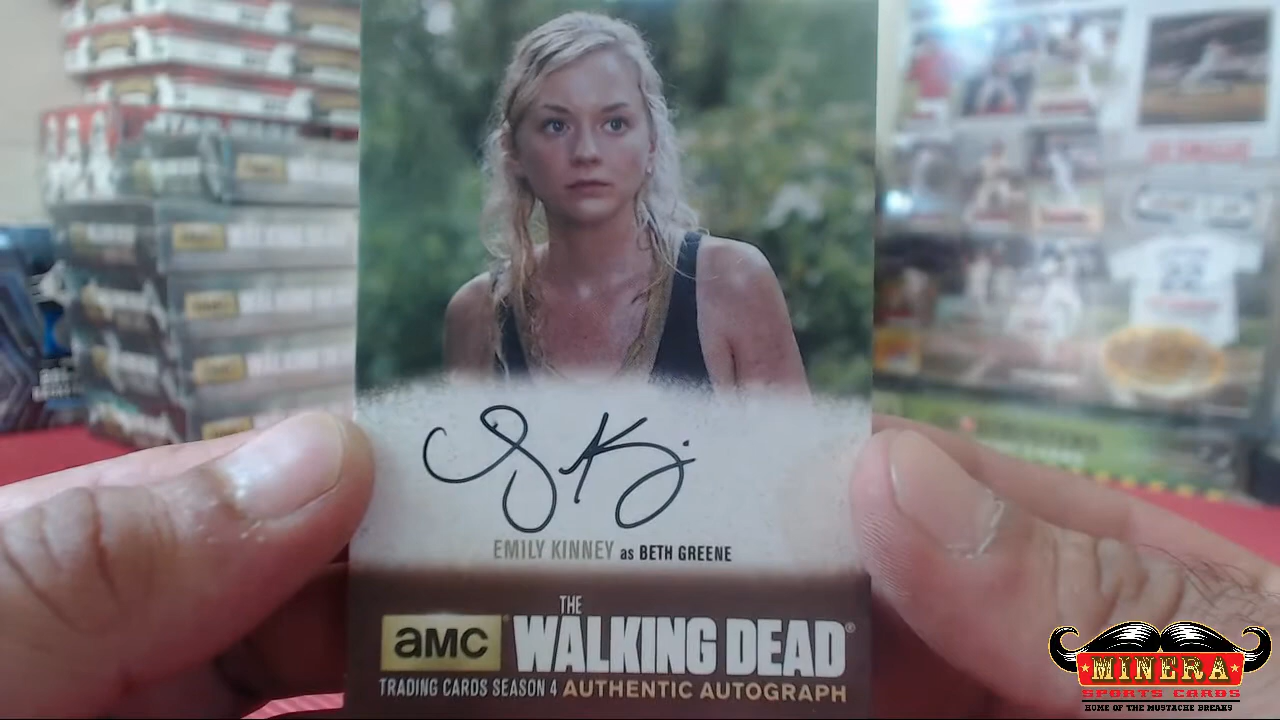 EMILY KINNEY as BETH GREENE
THE
aMC WALKING DEAD®
TRADING CARDS SEASON 4 AUTHENTIC AUTOGRAPH
MINERA
SPORTS CARDS
HOME OF THE MUSTACHE BREAKS